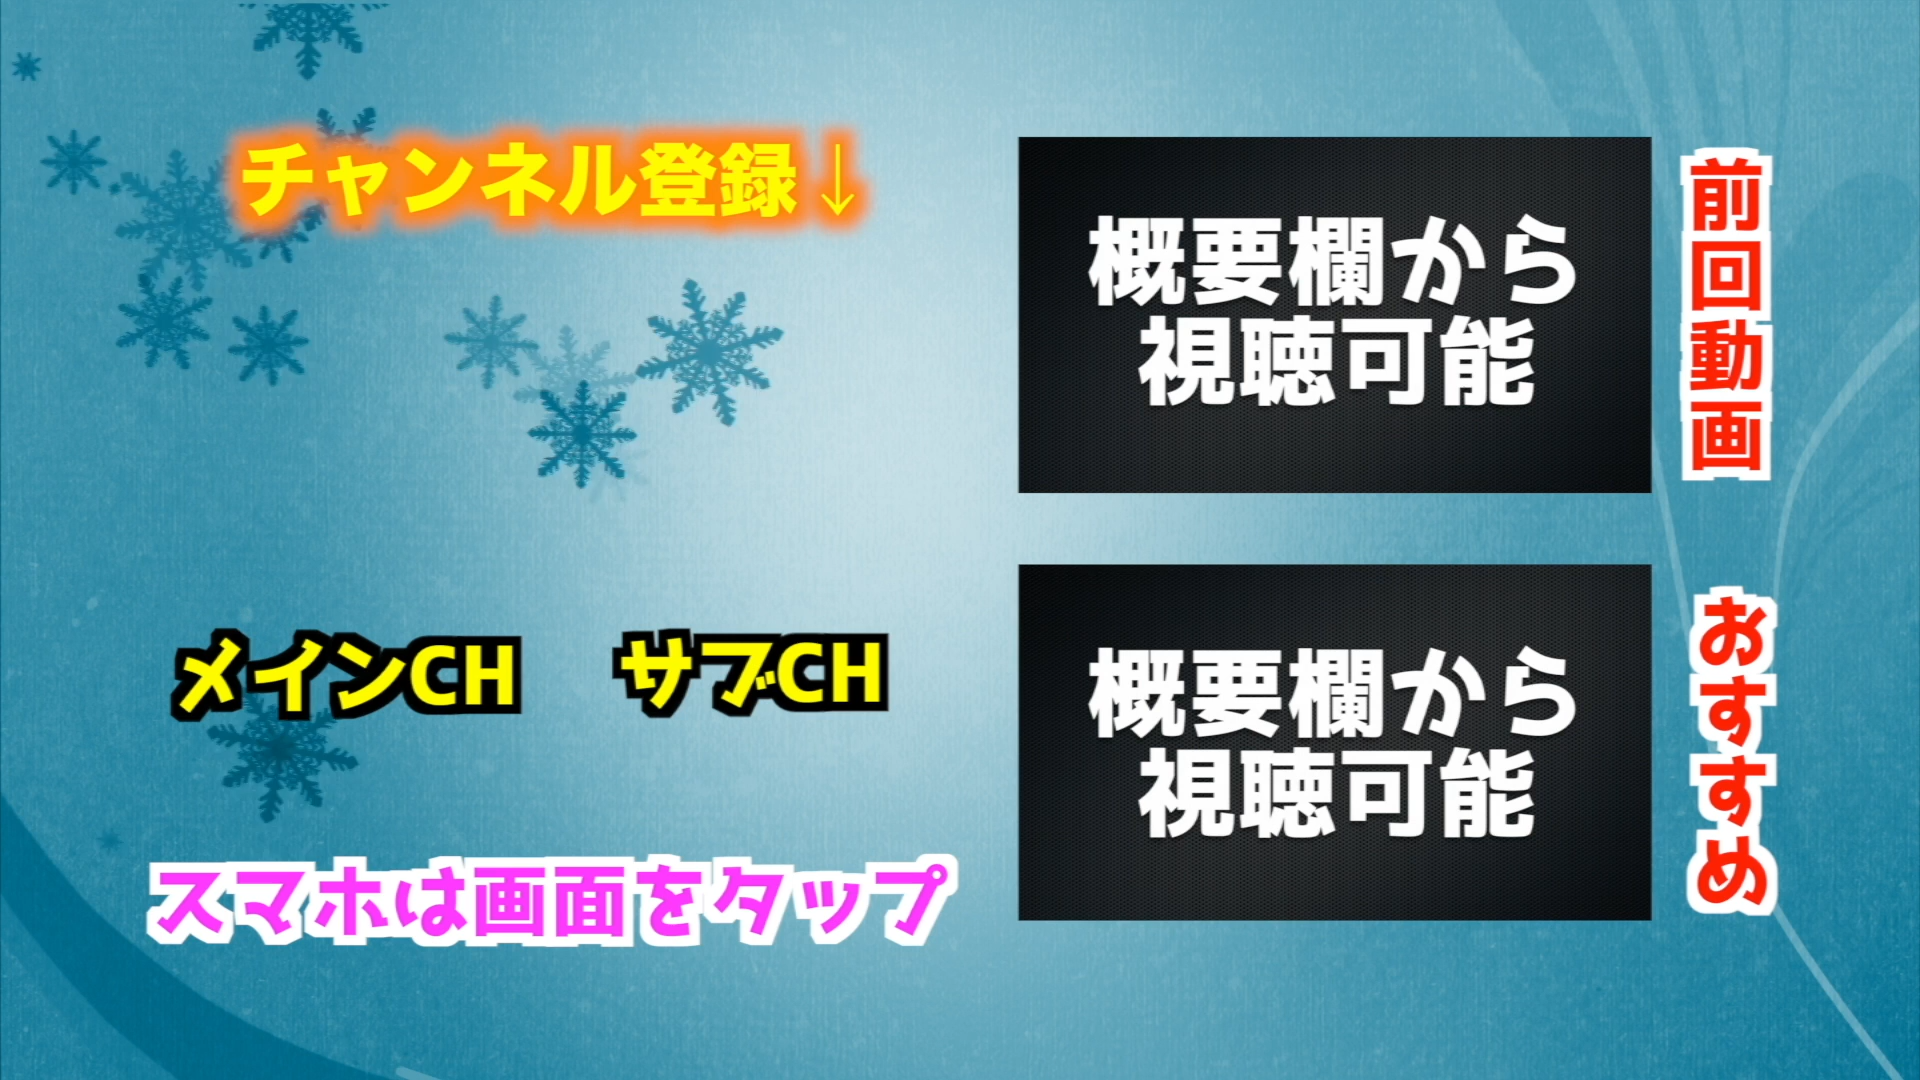 チャンネル登録↓
メインCH
サブCH
スマホは画面をタップ
概要欄から
視聴可能
前回動画
概要欄から
視聴可能
おすすめ